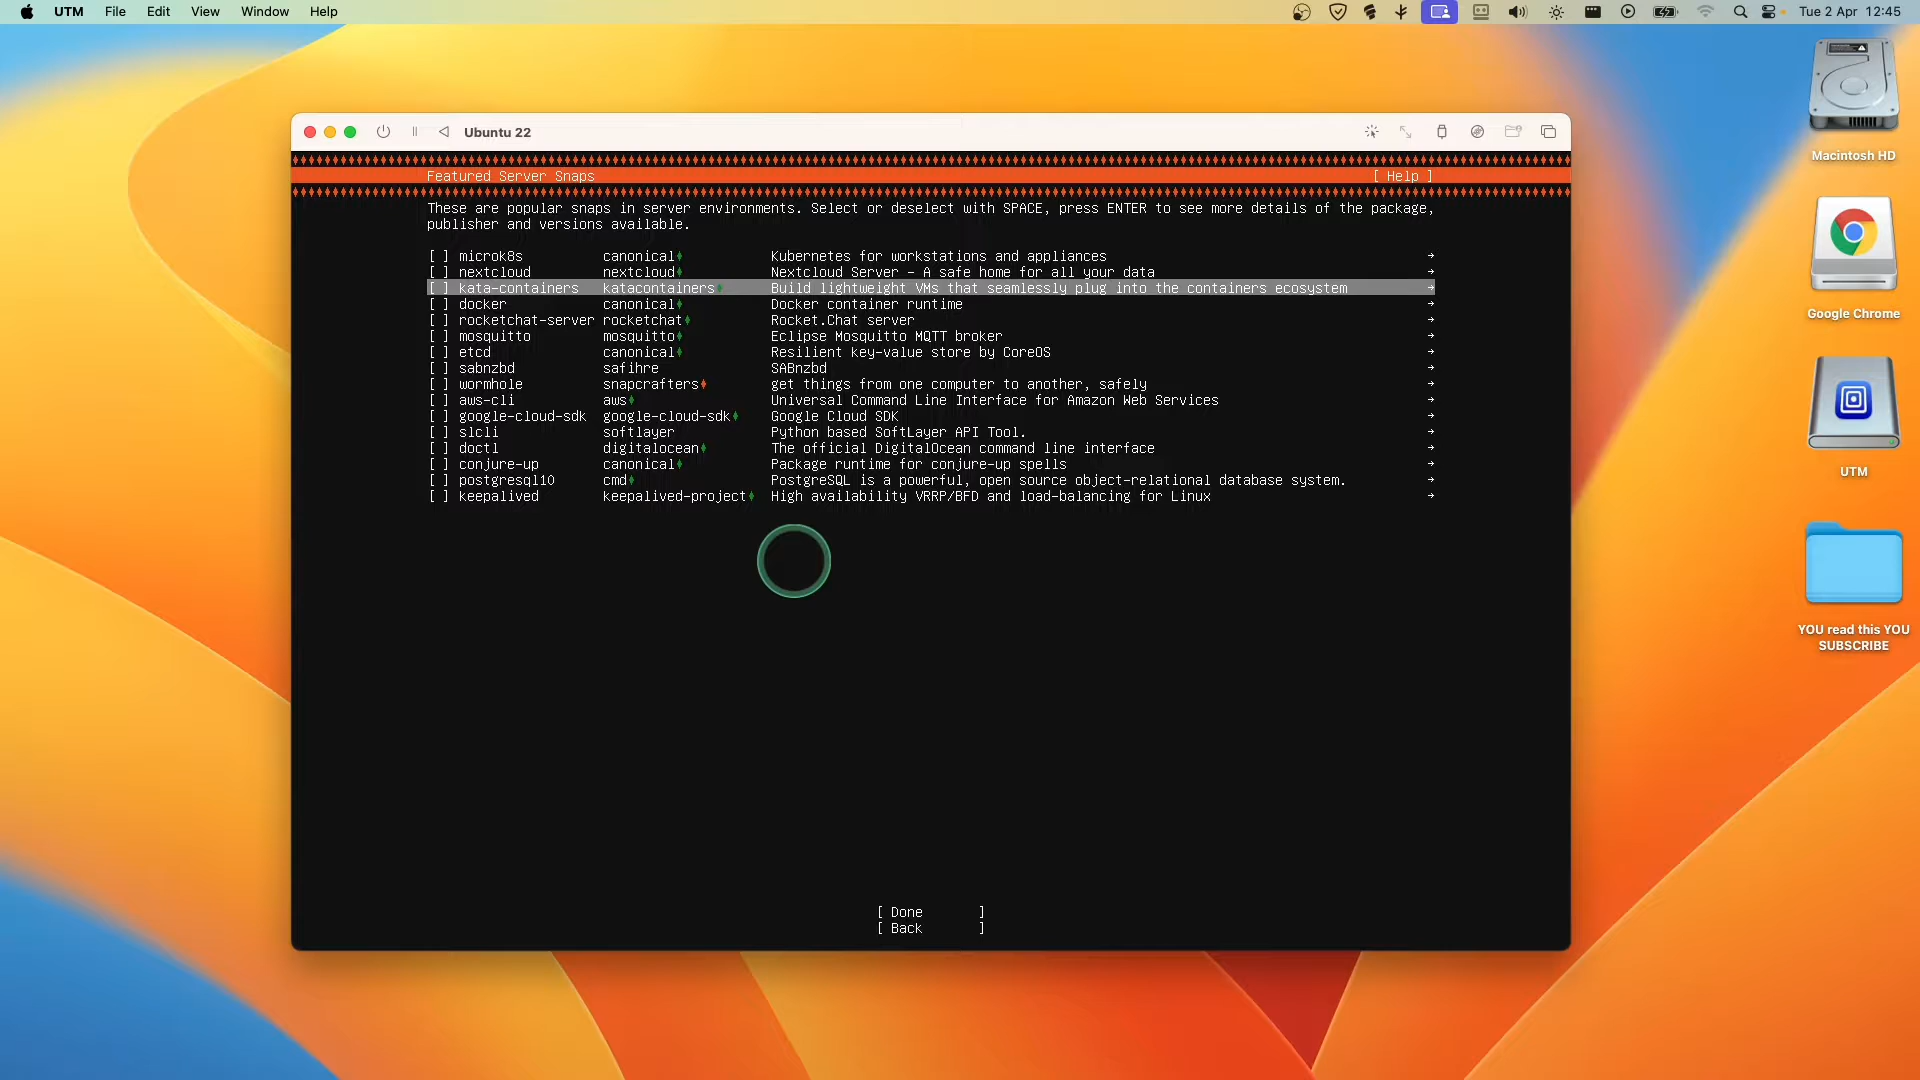 UTM File Edit View Window Help Tue 2 Apr 12:45
Ubuntu 22
Featured Server Snaps [ Help ]
These are popular snaps in server environments. Select or deselect with SPACE, press ENTER to see more details of the package,
publisher and versions available.
[ ] microk8s canonical♦ Kubernetes for workstations and appliances →
[ ] nextcloud nextcloud♦ Nextcloud Server - A safe home for all your data →
[ ] kata-containers katacontainers♦ Build lightweight VMs that seamlessly plug into the containers ecosystem →
[ ] docker canonical♦ Docker container runtime →
[ ] rocketchat-server rocketchat♦ Rocket.Chat server →
[ ] mosquitto mosquitto♦ Eclipse Mosquitto MQTT broker →
[ ] etcd canonical♦ Resilient key-value store by CoreOS →
[ ] sabnzbd safihre SABnzbd →
[ ] wormhole snapcrafters♦ get things from one computer to another, safely →
[ ] aws-cli aws♦ Universal Command Line Interface for Amazon Web Services →
[ ] google-cloud-sdk google-cloud-sdk♦ Google Cloud SDK →
[ ] slcli softlayer Python based SoftLayer API Tool. →
[ ] doctl digitalocean♦ The official DigitalOcean command line interface →
[ ] conjure-up canonical♦ Package runtime for conjure-up spells →
[ ] postgresql10 cmd♦ PostgreSQL is a powerful, open source object-relational database system. →
[ ] keepalived keepalived-project♦ High availability VRRP/BFD and load-balancing for Linux →
[ Done ]
[ Back ]
Macintosh HD
Google Chrome
UTM
YOU read this YOU
SUBSCRIBE